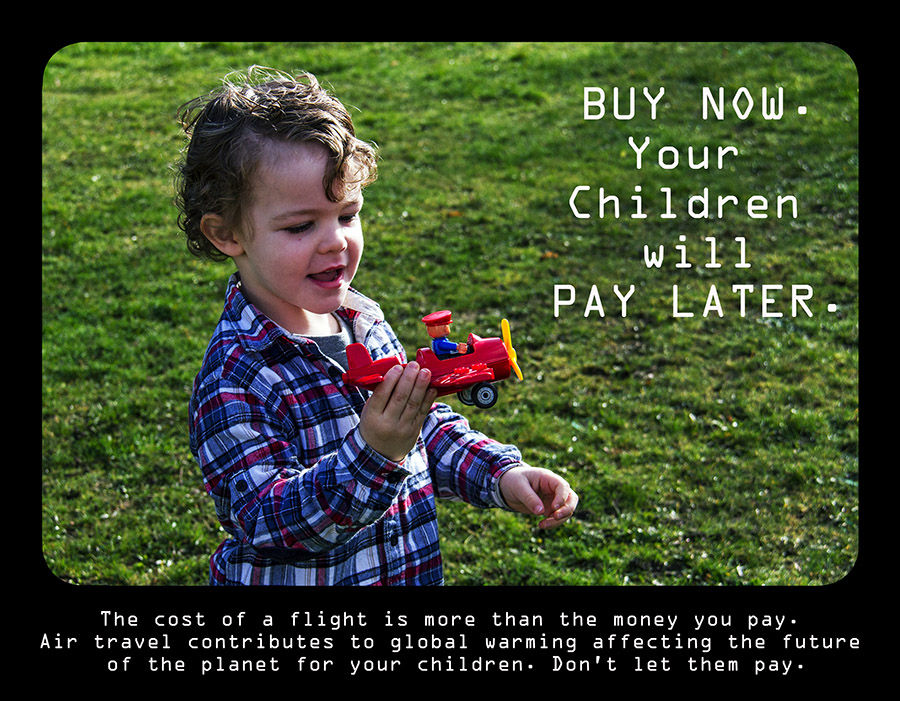 BUY NOW.
Your
Children
will
PAY LATER.
The cost of a flight is more than the money you pay.
Air travel contributes to global warming affecting the future
of the planet for your children. Don't let them pay.